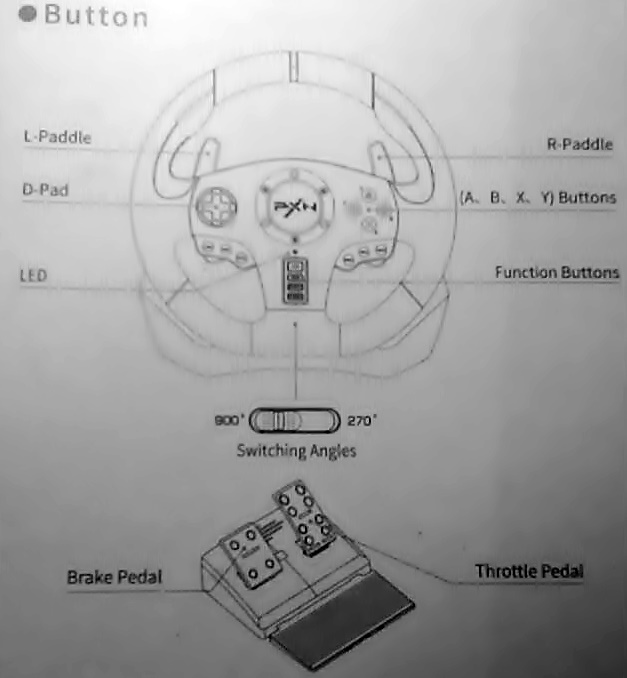 Button
L-Paddle
R-Paddle
D-Pad
(A、B、X、Y) Buttons
PXN
LED
Function Buttons
900° 270°
Switching Angles
Brake Pedal
Throttle Pedal